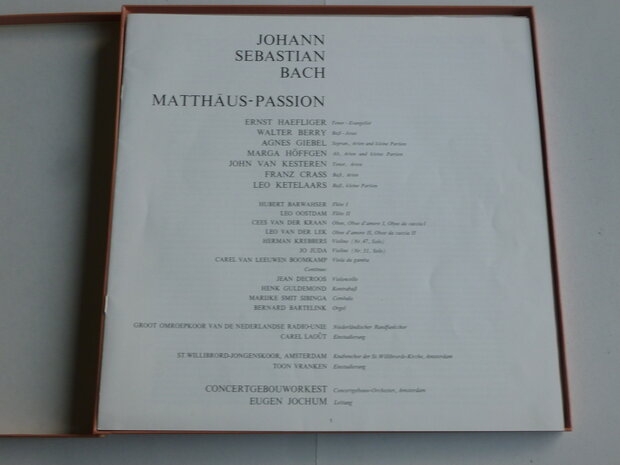 JOHANN
SEBASTIAN
BACH
MATTHÄUS-PASSION
ERNST HAEFLIGER Tenor - Evangelist
WALTER BERRY Baß - Jesus
AGNES GIEBEL Sopran, Arien und kleine Partien
MARGA HÖFFGEN Alt, Arien und kleine Partien
JOHN VAN KESTEREN Tenor, Arien
FRANZ CRASS Baß, Arien
LEO KETELAARS Baß, kleine Partien
HUBERT BARWAHSER Flöte I
LEO OOSTDAM Flöte II
CEES VAN DER KRAAN Oboe, Oboe d'amore I, Oboe da caccia I
LEO VAN DER LEK Oboe d'amore II, Oboe da caccia II
HERMAN KREBBERS Violine (Nr. 47, Solo)
JO JUDA Violine (Nr. 51, Solo)
CAREL VAN LEEUWEN BOOMKAMP Viola da gamba
Continuo
JEAN DECROOS Violoncello
HENK GULDEMOND Kontrabaß
MARIJKE SMIT SIBINGA Cembalo
BERNARD BARTELINK Orgel
GROOT OMROEPKOOR VAN DE NEDERLANDSE RADIO-UNIE Niederländischer Rundfunkchor
CAREL LAOÛT Einstudierung
ST. WILLIBRORD-JONGENSKOOR, AMSTERDAM Knabenchor der St. Willibrords-Kirche, Amsterdam
TOON VRANKEN Einstudierung
CONCERTGEBOUWORKEST Concertgebouw-Orchester, Amsterdam
EUGEN JOCHUM Leitung